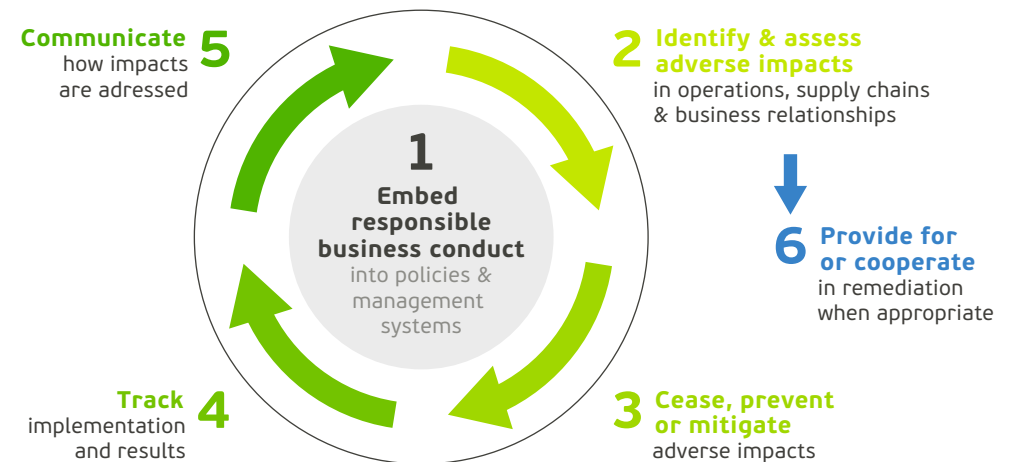 1
Embed
responsible
business conduct
into policies &
management
systems
2
Identify & assess
adverse impacts
in operations, supply chains
& business relationships
3
Cease, prevent
or mitigate
adverse impacts
4
Track
implementation
and results
5
Communicate
how impacts
are adressed
6
Provide for
or cooperate
in remediation
when appropriate